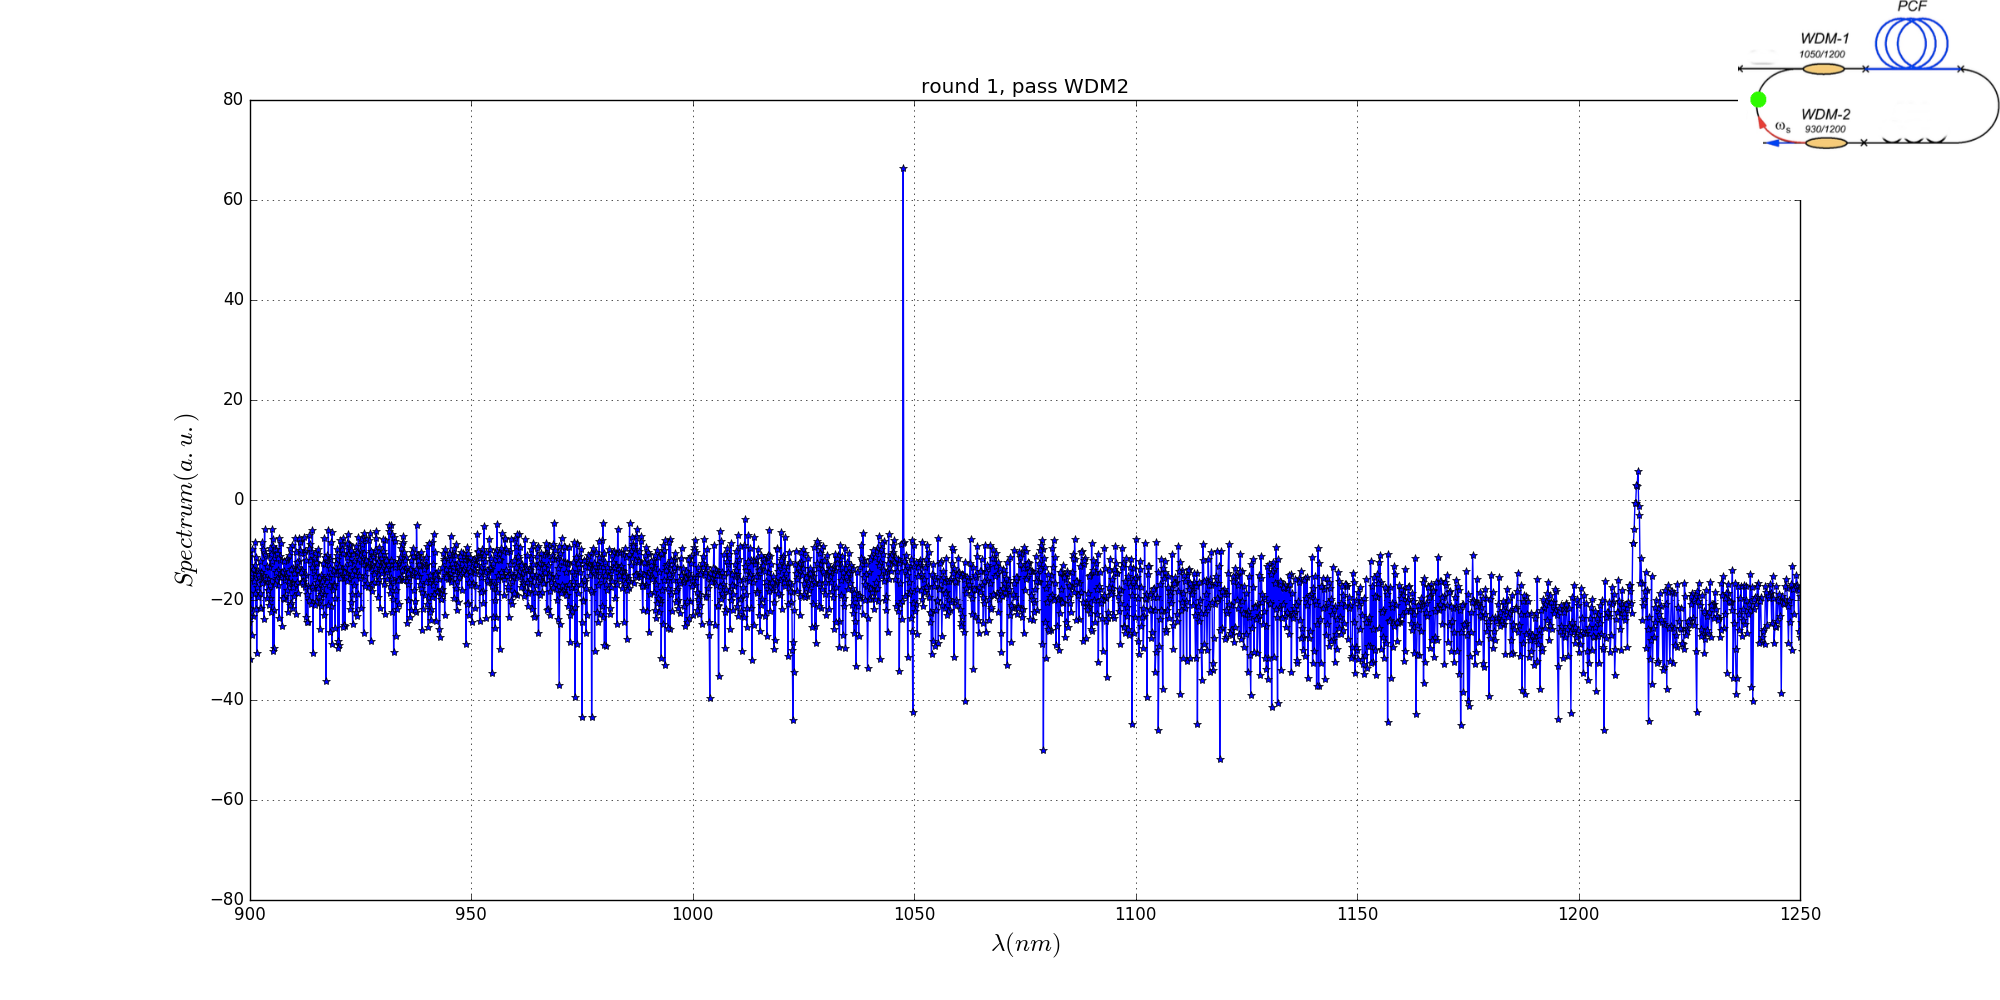 PCF
WDM-1
1050/1200
WDM-2
930/1200
ωs
round 1, pass WDM2
80
60
40
20
0
−20
−40
−60
−80
Spectrum(a. u. )
900 950 1000 1050 1100 1150 1200 1250
λ(nm)